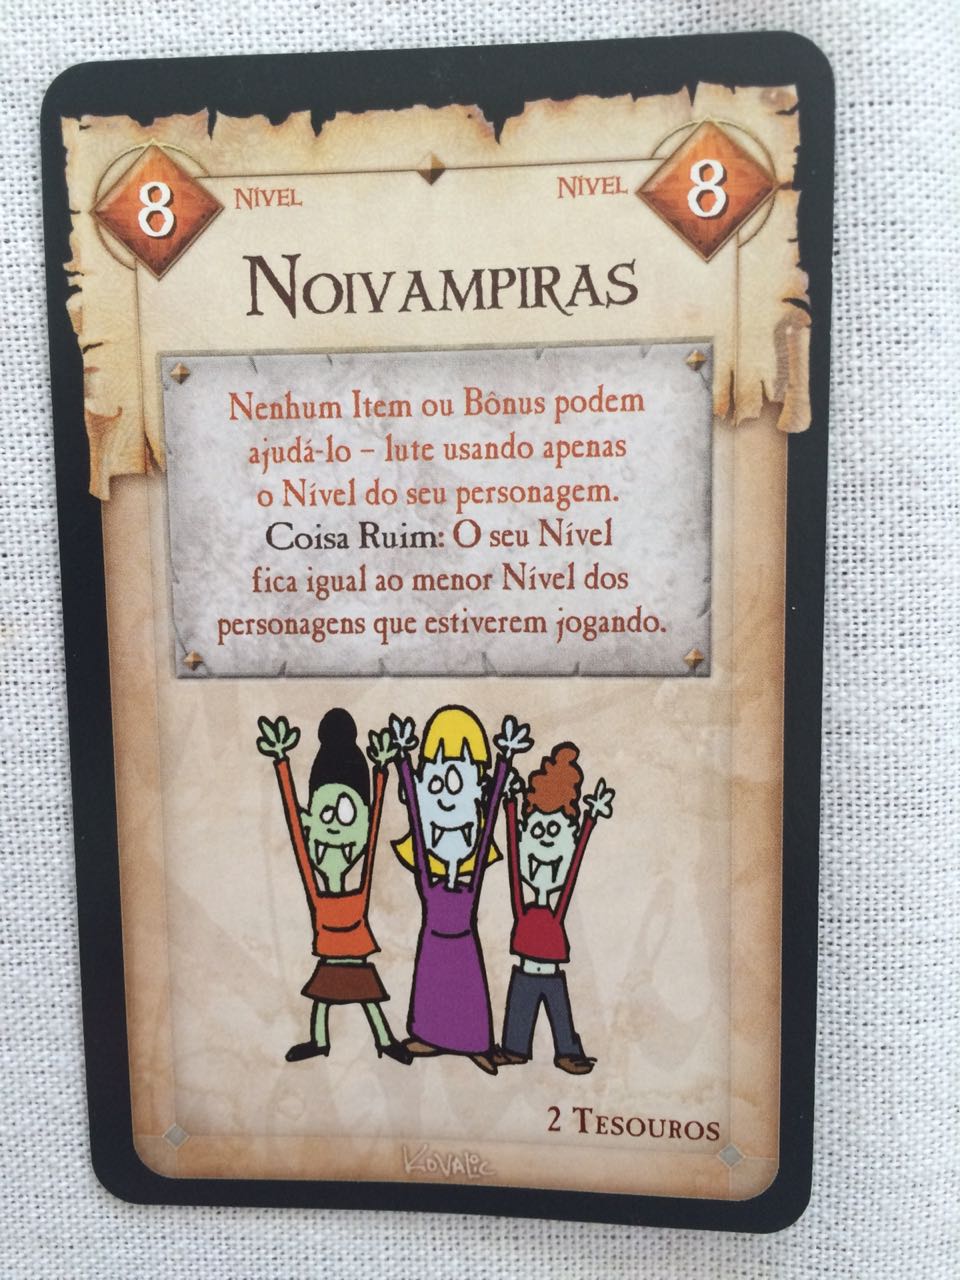 8 NÍVEL NÍVEL 8
NOIVAMPIRAS
Nenhum Item ou Bônus podem
ajudá-lo – lute usando apenas
o Nível do seu personagem.
Coisa Ruim: O seu Nível
fica igual ao menor Nível dos
personagens que estiverem jogando.
2 TESOUROS
KOVALIC